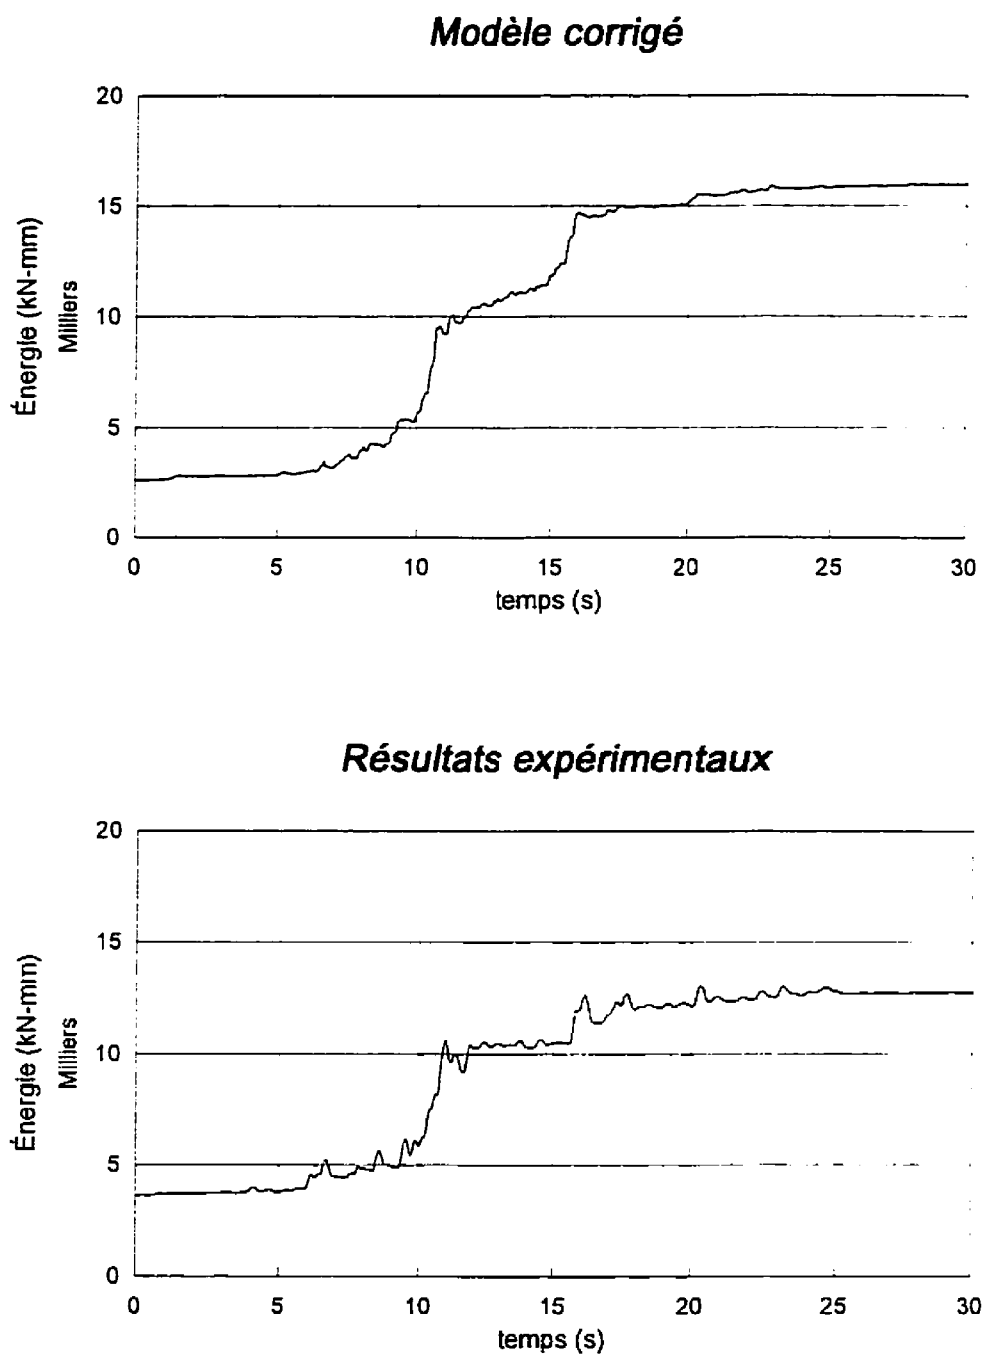 Modèle corrigé
20
15
10
5
0
Énergie (kN-mm)
Milliers
0 5 10 15 20 25 30
temps (s)
Résultats expérimentaux
20
15
10
5
0
Énergie (kN-mm)
Milliers
0 5 10 15 20 25 30
temps (s)